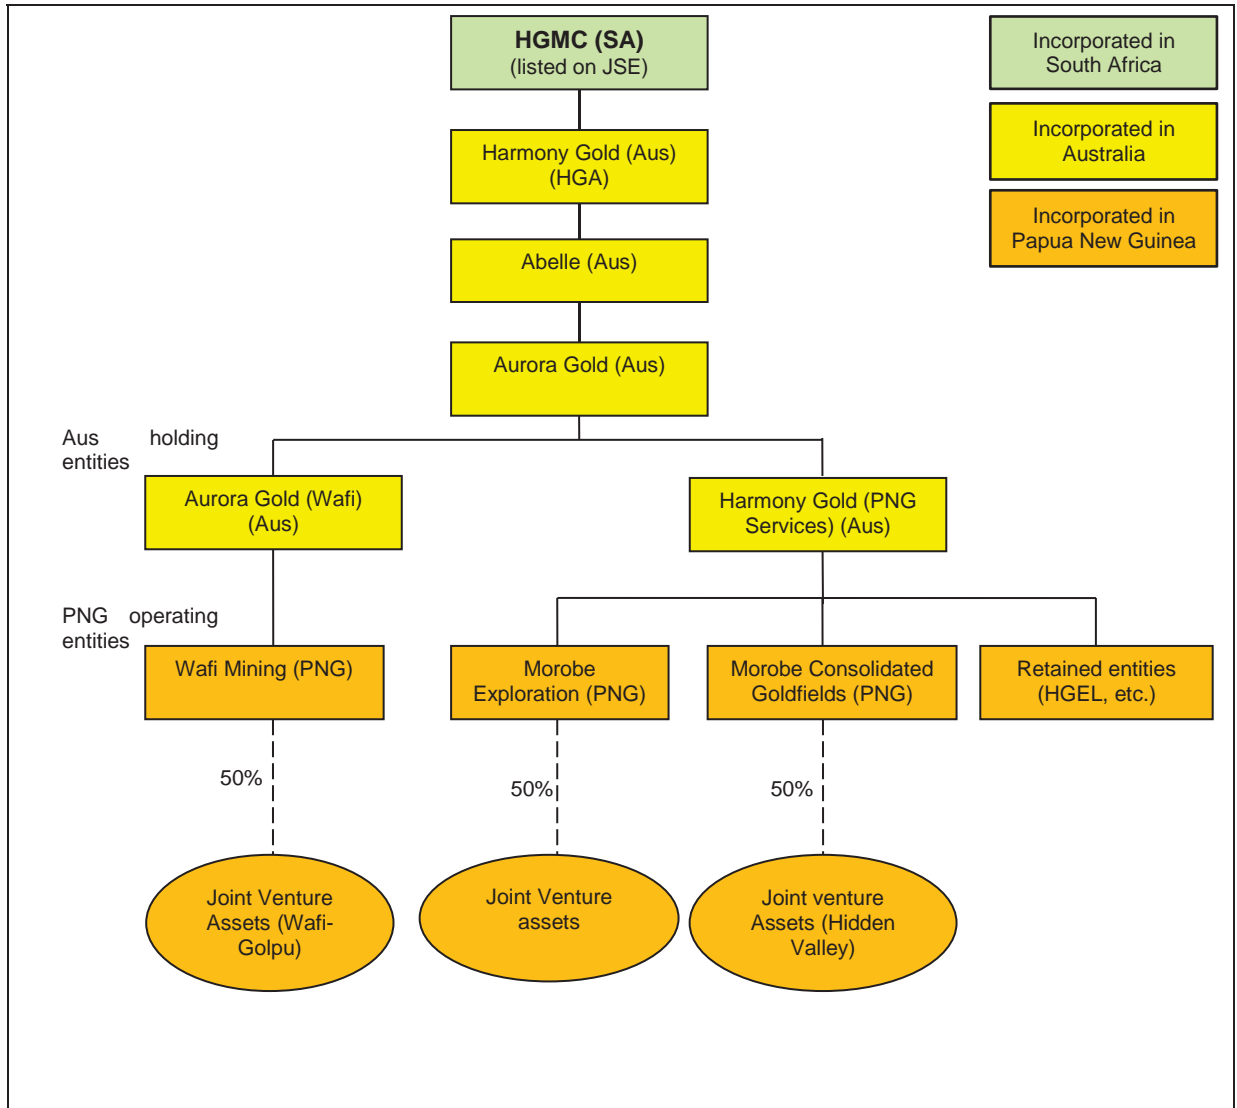 HGMC (SA)
(listed on JSE)
Incorporated in
South Africa
Harmony Gold (Aus)
(HGA)
Incorporated in
Australia
Abelle (Aus)
Incorporated in
Papua New Guinea
Aurora Gold (Aus)
Aus holding
entities
Aurora Gold (Wafi)
(Aus)
Harmony Gold (PNG
Services) (Aus)
PNG operating
entities
Wafi Mining (PNG)
Morobe
Exploration (PNG)
Morobe Consolidated
Goldfields (PNG)
Retained entities
(HGEL, etc.)
50%
50%
50%
Joint Venture
Assets (Wafi-
Golpu)
Joint Venture
assets
Joint venture
Assets (Hidden
Valley)